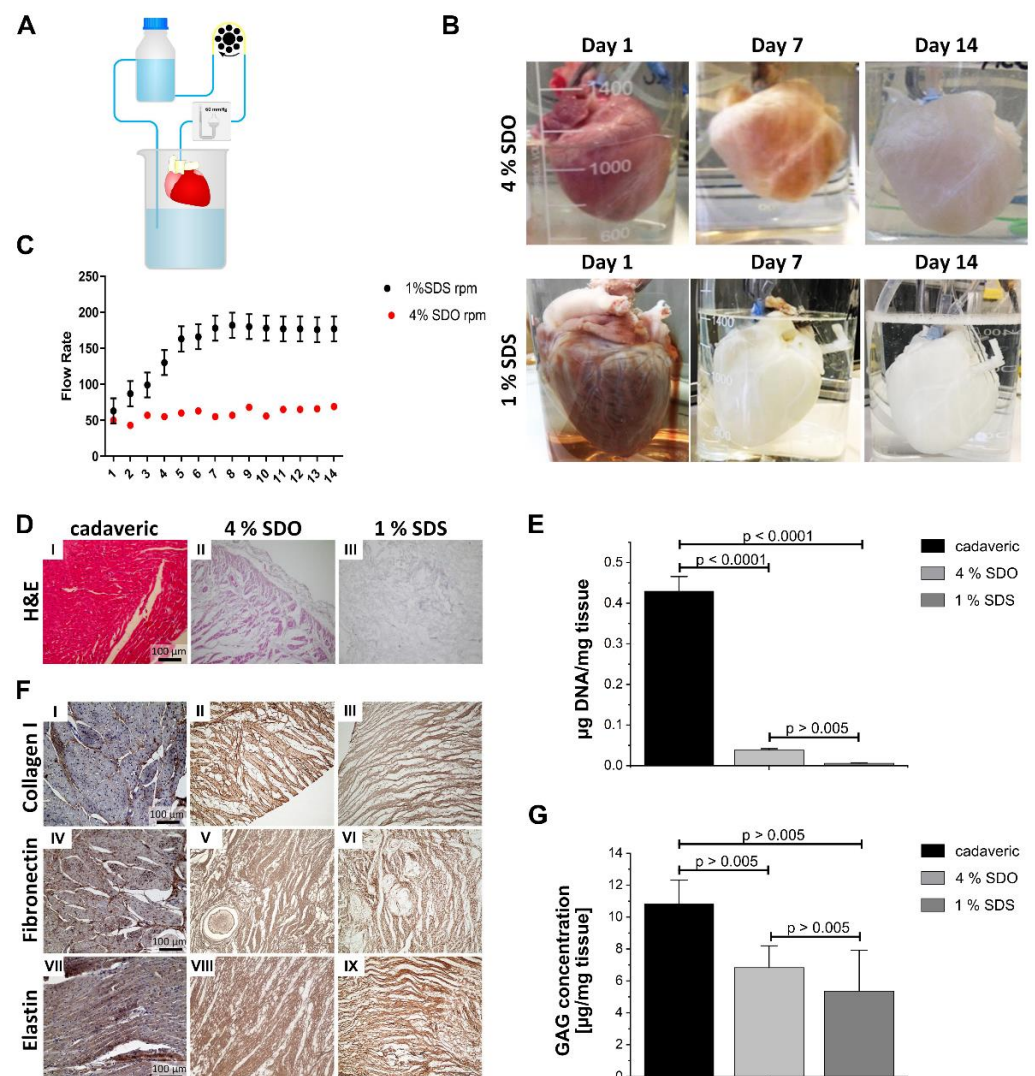 A
60 mmHg
B
Day 1 Day 7 Day 14
4 % SDO
1400
1000
600
Day 1 Day 7 Day 14
1 % SDS
1400
1000
600
C
250
200
150
100
50
0
Flow Rate
1 2 3 4 5 6 7 8 9 10 11 12 13 14
1%SDS rpm
4% SDO rpm
D
cadaveric 4 % SDO 1 % SDS
H&E
I II III
100 µm
E
µg DNA/mg tissue
0.5
0.4
0.3
0.2
0.1
0.0
p < 0.0001
p < 0.0001
p > 0.005
cadaveric
4 % SDO
1 % SDS
F
Collagen I
I II III
100 µm
Fibronectin
IV V VI
100 µm
Elastin
VII VIII IX
100 µm
G
GAG concentration
[µg/mg tissue]
14
12
10
8
6
4
2
0
p > 0.005
p > 0.005
p > 0.005
cadaveric
4 % SDO
1 % SDS